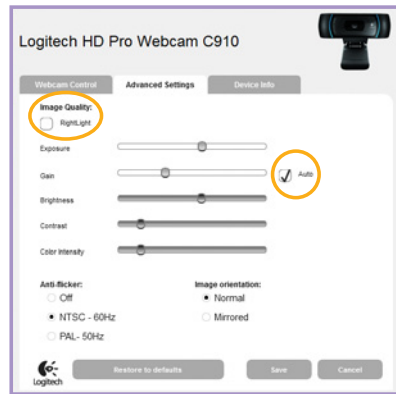 Logitech HD Pro Webcam C910
Webcam Control Advanced Settings Device Info
Image Quality:
RightLight
Exposure
Gain Auto
Brightness
Contrast
Color Intensity
Anti-flicker: Image orientation:
Off Normal
NTSC - 60Hz Mirrored
PAL- 50Hz
Logitech Restore to defaults Save Cancel